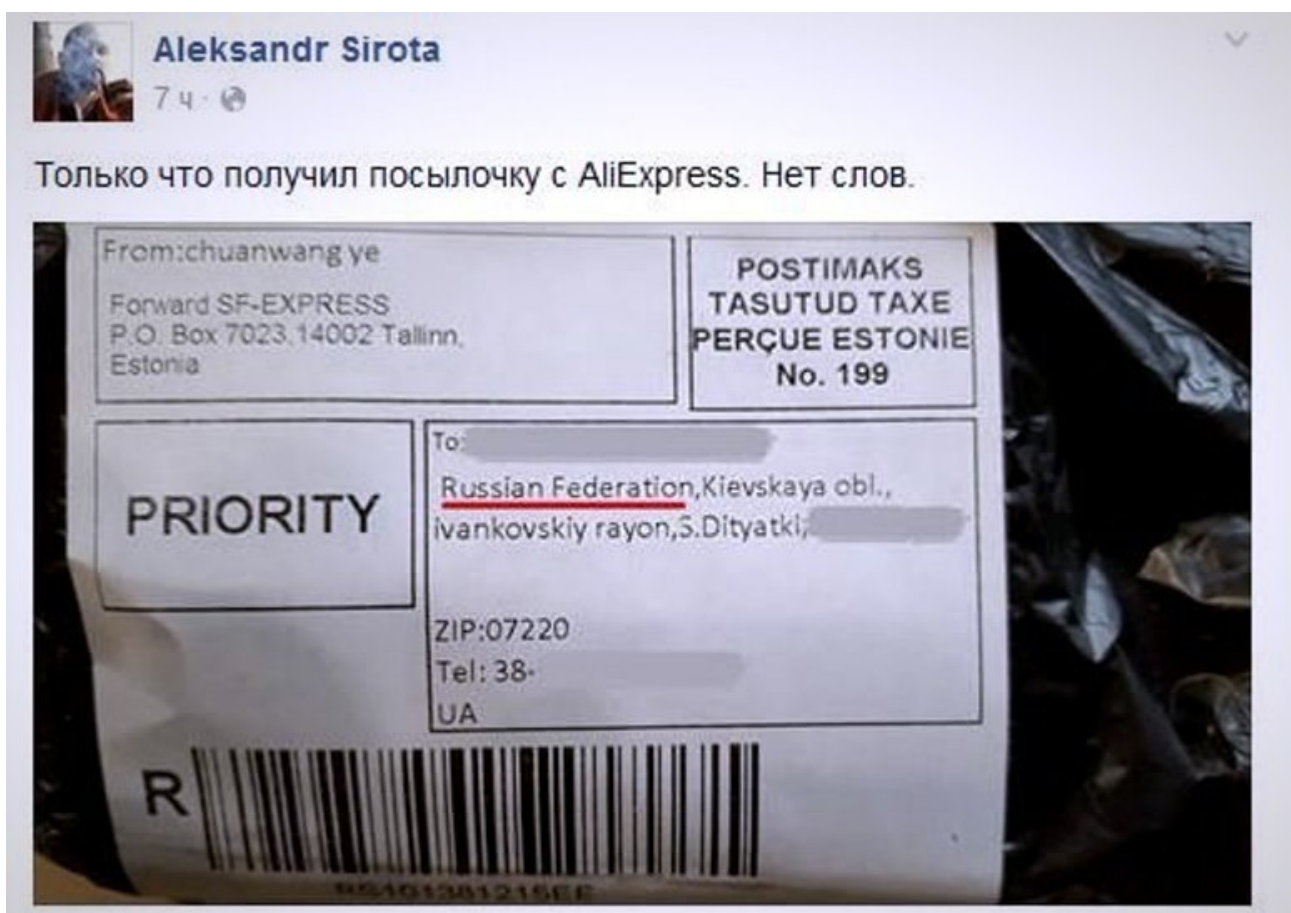 Aleksandr Sirota
7 ч ·
Только что получил посылочку с AliExpress. Нет слов.
From:chuanwang ye
Forward SF-EXPRESS
P.O. Box 7023,14002 Tallinn,
Estonia
POSTIMAKS
TASUTUD TAXE
PERÇUE ESTONIE
No. 199
PRIORITY
To:
Russian Federation,Kievskaya obl.,
ivankovskiy rayon,S.Dityatki,
ZIP:07220
Tel: 38-
UA
R
RS161381215EE